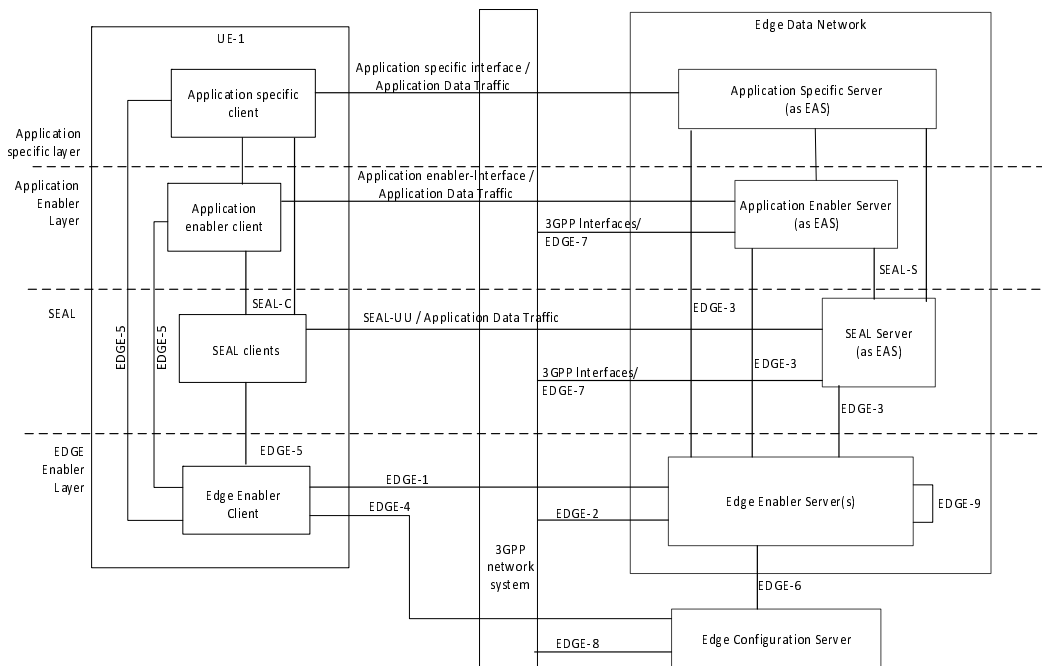 UE-1
Edge Data Network
Application specific interface /
Application Data Traffic
Application specific
client
Application Specific Server
(as EAS)
Application
specific layer
Application
Enabler
Layer
Application enabler-Interface /
Application Data Traffic
Application
enabler client
Application Enabler Server
(as EAS)
3GPP Interfaces/
EDGE-7
SEAL-S
SEAL-C
SEAL
EDGE-3
SEAL-UU / Application Data Traffic
SEAL Server
(as EAS)
EDGE-5
EDGE-5
SEAL clients
EDGE-3
3GPP Interfaces/
EDGE-7
EDGE-3
EDGE
Enabler
Layer
EDGE-5
EDGE-1
Edge Enabler
Client
EDGE-4
Edge Enabler Server(s)
EDGE-9
EDGE-2
3GPP
network
system
EDGE-6
Edge Configuration Server
EDGE-8